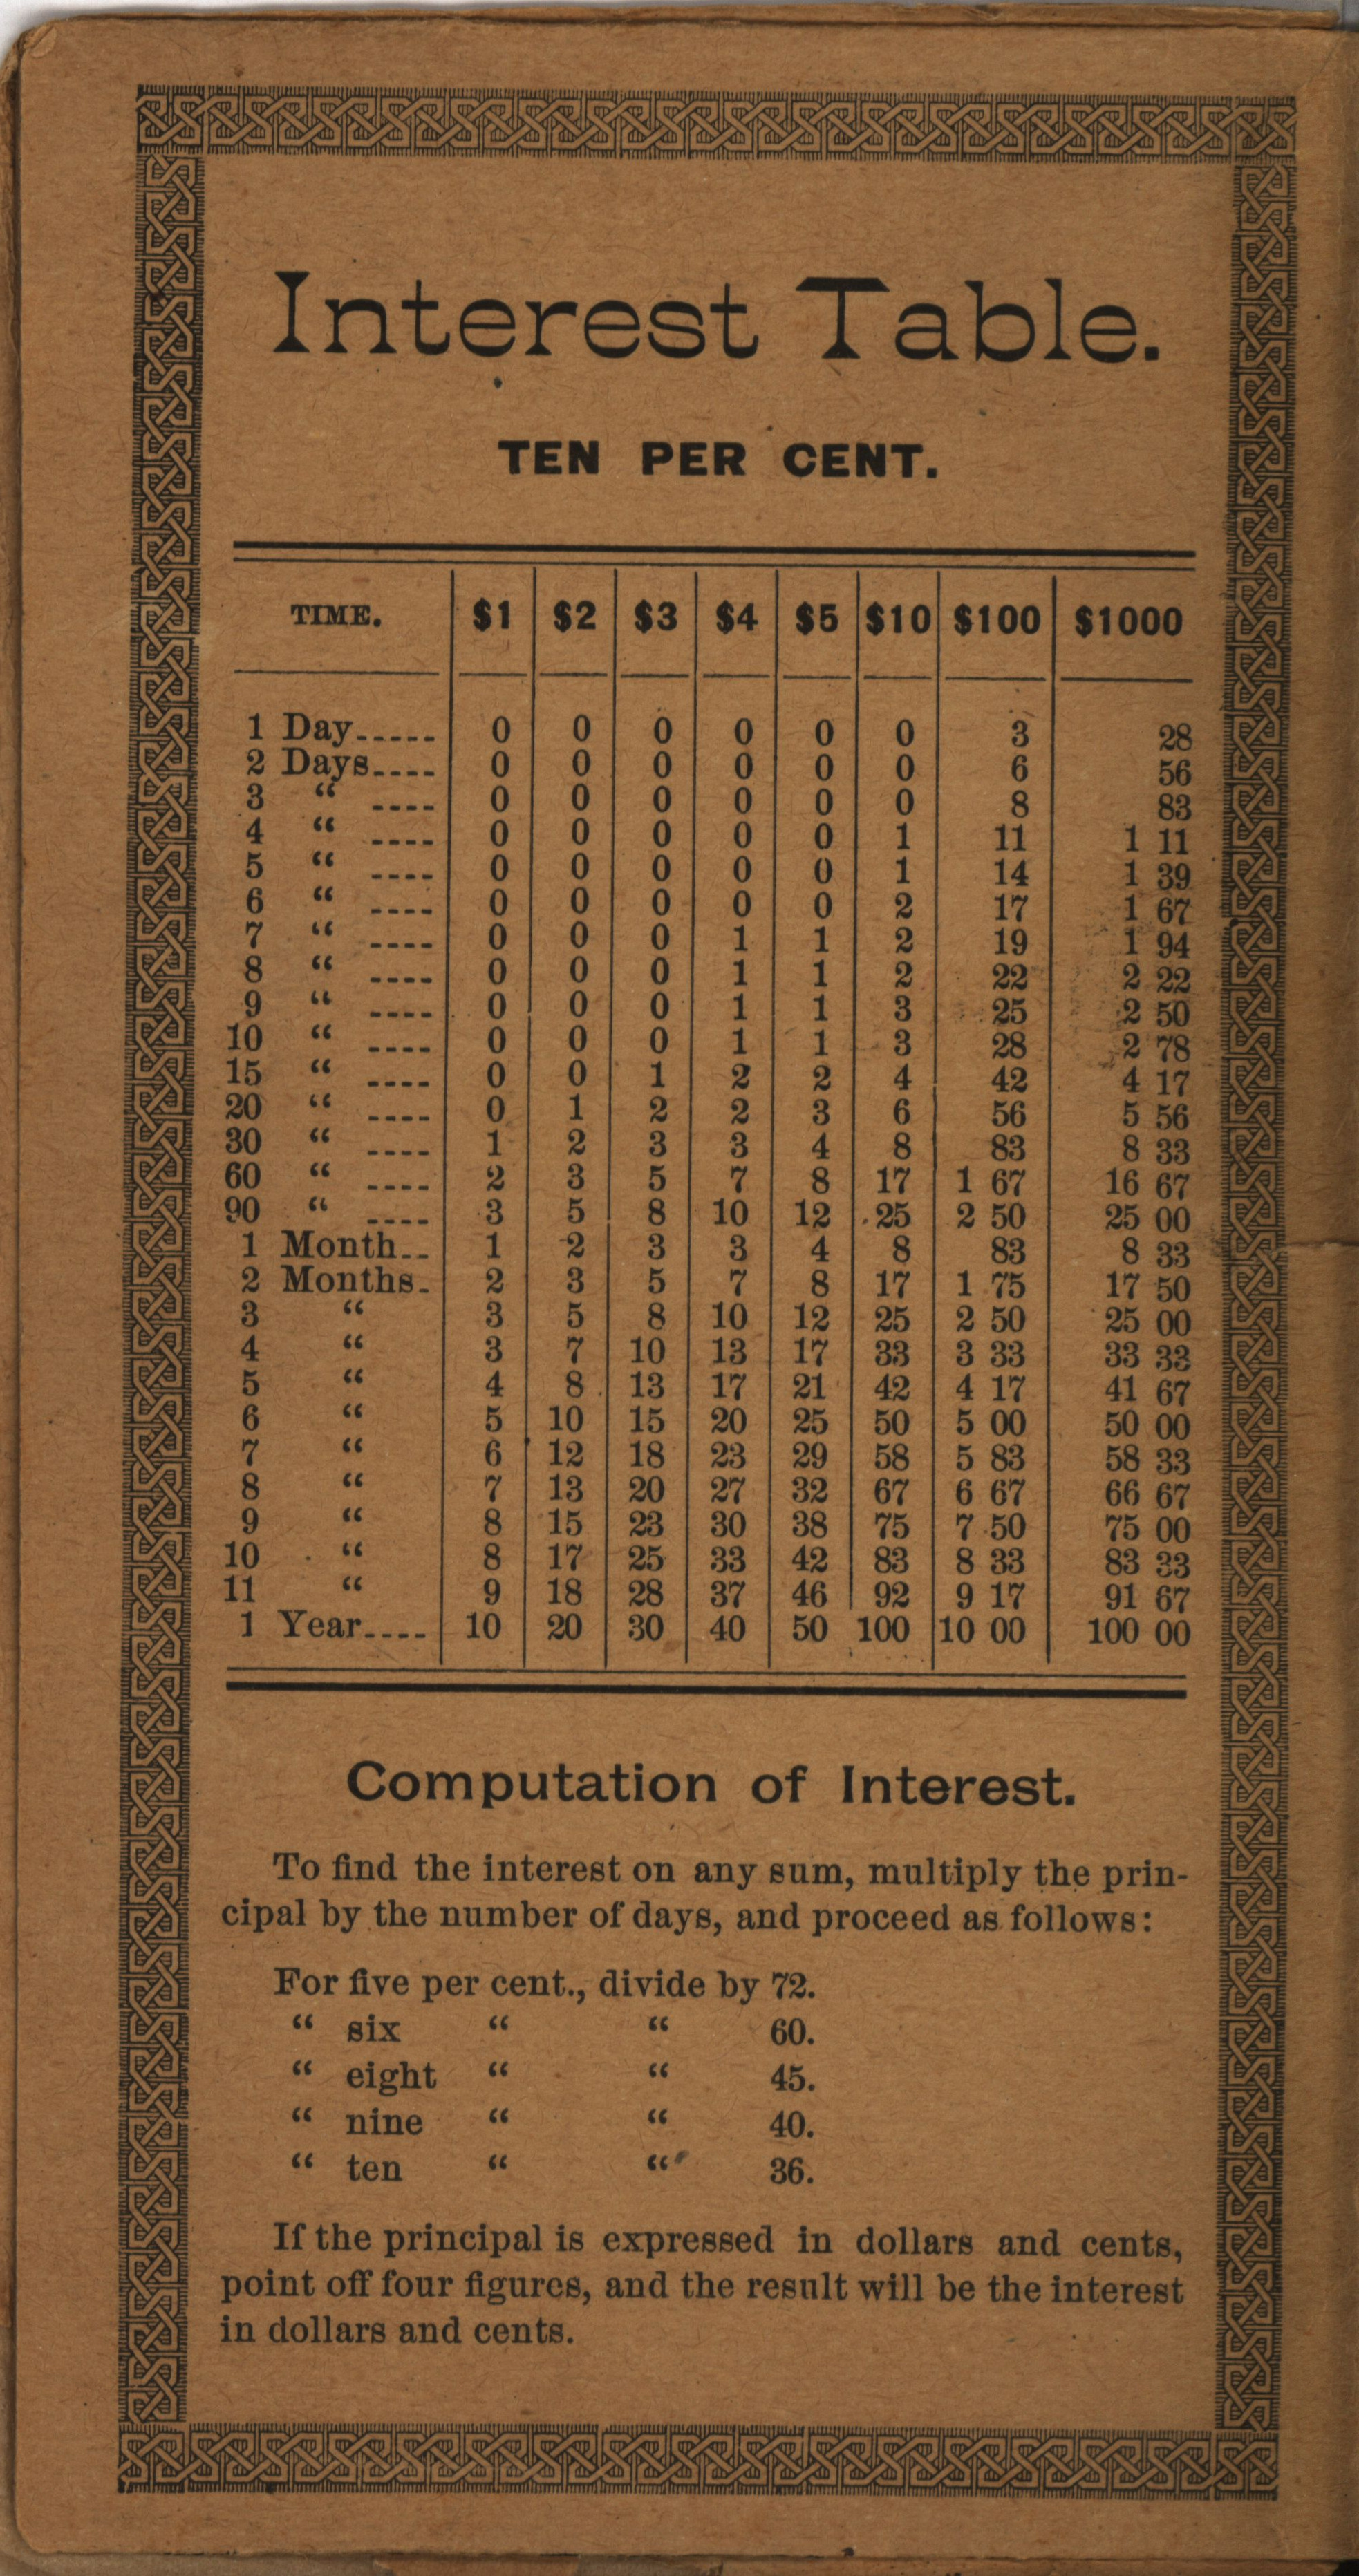 Interest Table.
TEN PER CENT.
TIME. $1 $2 $3 $4 $5 $10 $100 $1000
1 Day----- 0 0 0 0 0 0 3 28
2 Days---- 0 0 0 0 0 0 6 56
3 “ ---- 0 0 0 0 0 0 8 83
4 “ ---- 0 0 0 0 0 1 11 1 11
5 “ ---- 0 0 0 0 0 1 14 1 39
6 “ ---- 0 0 0 0 0 2 17 1 67
7 “ ---- 0 0 0 1 1 2 19 1 94
8 “ ---- 0 0 0 1 1 2 22 2 22
9 “ ---- 0 0 0 1 1 3 25 2 50
10 “ ---- 0 0 0 1 1 3 28 2 78
15 “ ---- 0 0 1 2 2 4 42 4 17
20 “ ---- 0 1 2 2 3 6 56 5 56
30 “ ---- 1 2 3 3 4 8 83 8 33
60 “ ---- 2 3 5 7 8 17 1 67 16 67
90 “ ---- 3 5 8 10 12 25 2 50 25 00
1 Month-- 1 2 3 3 4 8 83 8 33
2 Months- 2 3 5 7 8 17 1 75 17 50
3 “ 3 5 8 10 12 25 2 50 25 00
4 “ 3 7 10 13 17 33 3 33 33 33
5 “ 4 8 13 17 21 42 4 17 41 67
6 “ 5 10 15 20 25 50 5 00 50 00
7 “ 6 12 18 23 29 58 5 83 58 33
8 “ 7 13 20 27 32 67 6 67 66 67
9 “ 8 15 23 30 38 75 7 50 75 00
10 “ 8 17 25 33 42 83 8 33 83 33
11 “ 9 18 28 37 46 92 9 17 91 67
1 Year---- 10 20 30 40 50 100 10 00 100 00
Computation of Interest.
To find the interest on any sum, multiply the prin-
cipal by the number of days, and proceed as follows:
For five per cent., divide by 72.
“ six “ “ 60.
“ eight “ “ 45.
“ nine “ “ 40.
“ ten “ “ 36.
If the principal is expressed in dollars and cents,
point off four figures, and the result will be the interest
in dollars and cents.